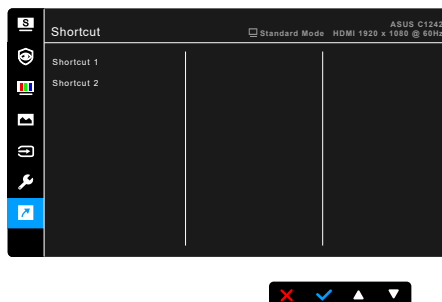 S
Shortcut
ASUS C1242
Standard Mode HDMI 1920 x 1080 @ 60Hz
Shortcut 1
Shortcut 2